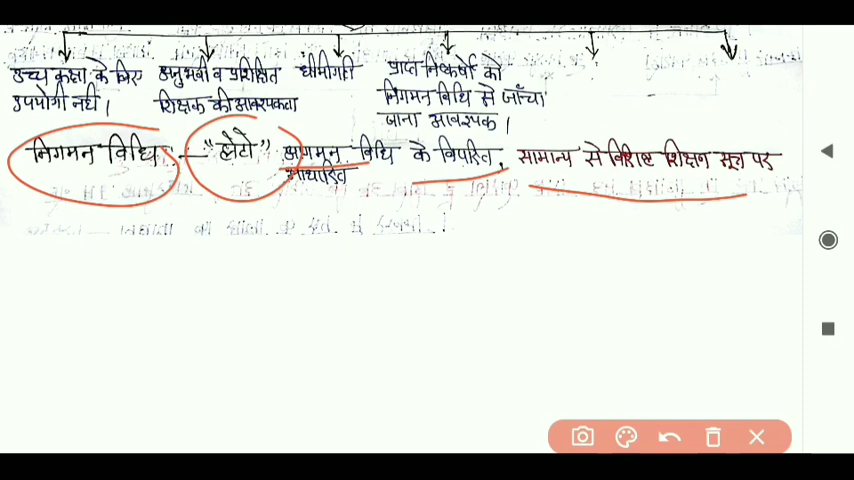 उच्च कक्षा के लिए अनुभवी व प्रशिक्षित धीमीगती प्राप्त निष्कर्षों को
उपयोगी नही । शिक्षक की आवश्यकता निगमन विधि से जाँचा
जाना आवश्यक ।
निगमन विधि - "प्लेटो" आगमन विधि के विपरित, सामान्य से विशिष्ट शिक्षण सूत्र पर
आधारित